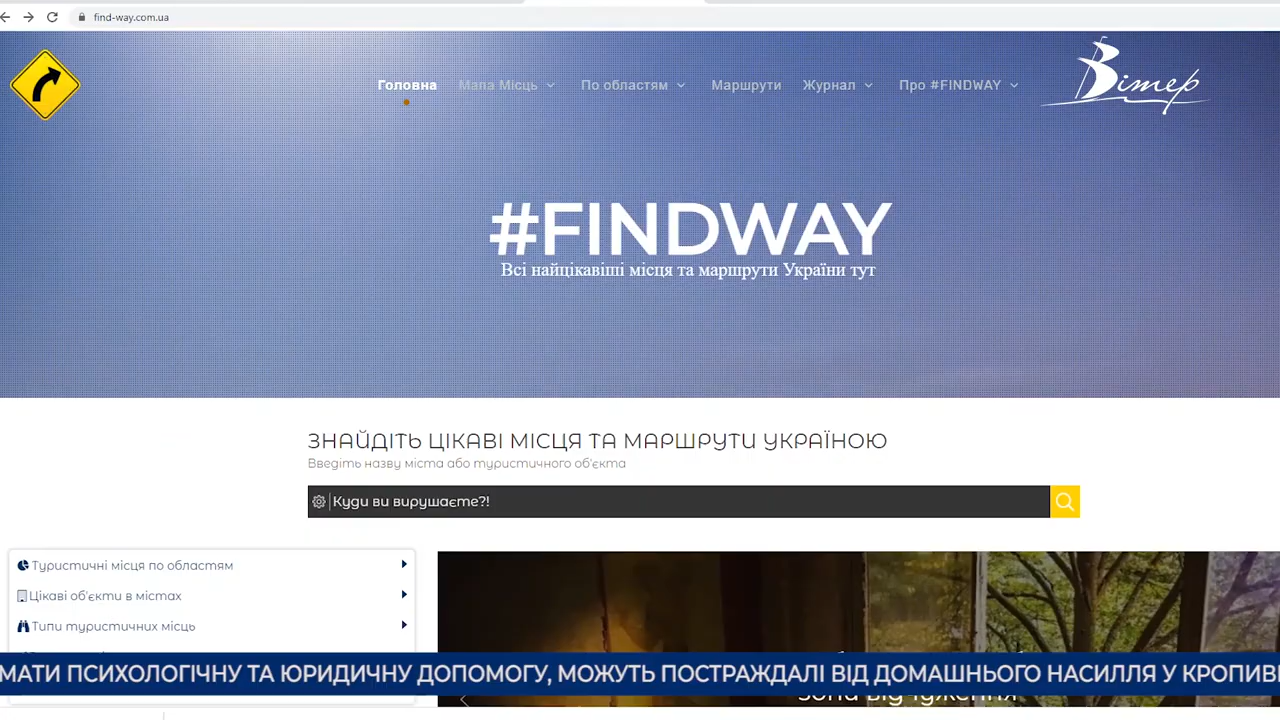 find-way.com.ua
Головна
Мапа Місць
По областям
Маршрути
Журнал
Про #FINDWAY
Вітер
#FINDWAY
Всі найцікавіші місця та маршрути України тут
ЗНАЙДІТЬ ЦІКАВІ МІСЦЯ ТА МАРШРУТИ УКРАЇНОЮ
Введіть назву міста або туристичного об'єкта
Куди ви вирушаєте?!
Туристичні місця по областям
Цікаві об'єкти в містах
Типи туристичних місць
МАТИ ПСИХОЛОГІЧНУ ТА ЮРИДИЧНУ ДОПОМОГУ, МОЖУТЬ ПОСТРАЖДАЛІ ВІД ДОМАШНЬОГО НАСИЛЛЯ У КРОПИВ
зони відчуження